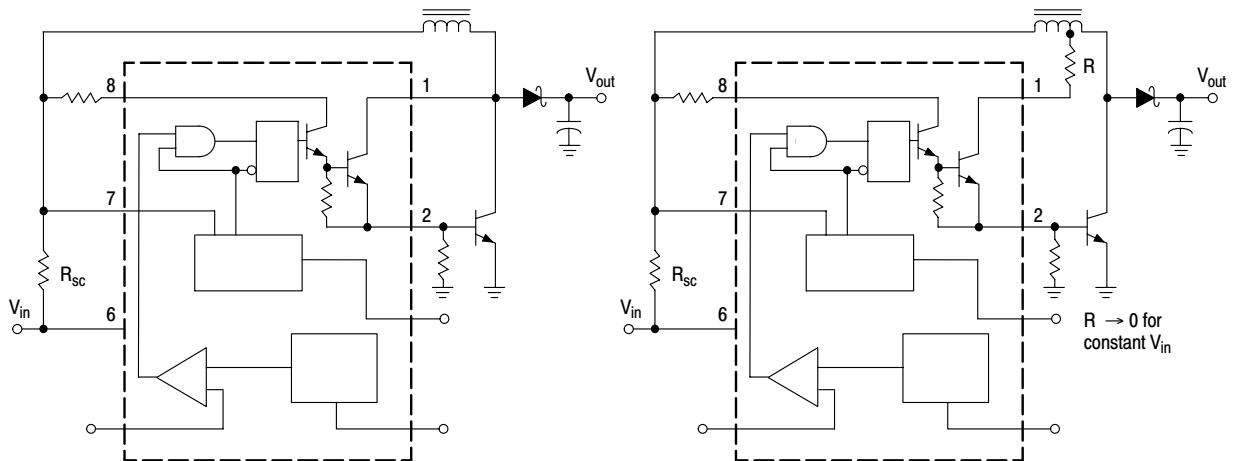 8
1
V_out
7
2
R_sc
V_in
6
8
1
R
V_out
7
2
R_sc
V_in
6
R → 0 for
constant V_in